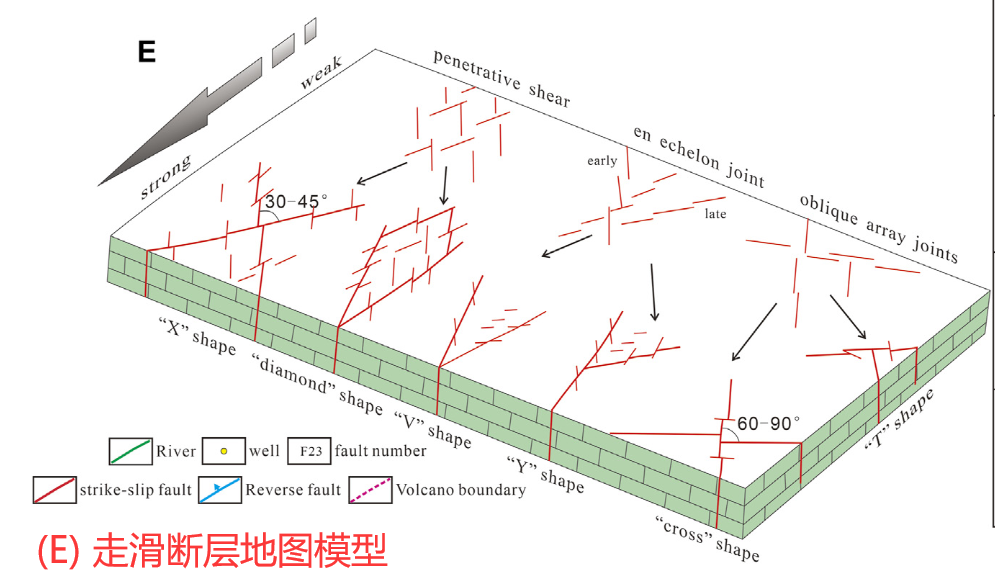 E
weak
strong
penetrative shear
en echelon joint
oblique array joints
early
late
30-45°
60-90°
“X” shape
“diamond” shape
“V” shape
“Y” shape
“cross” shape
“T” shape
River
well
F23 fault number
strike-slip fault
Reverse fault
Volcano boundary
(E) 走滑断层地图模型